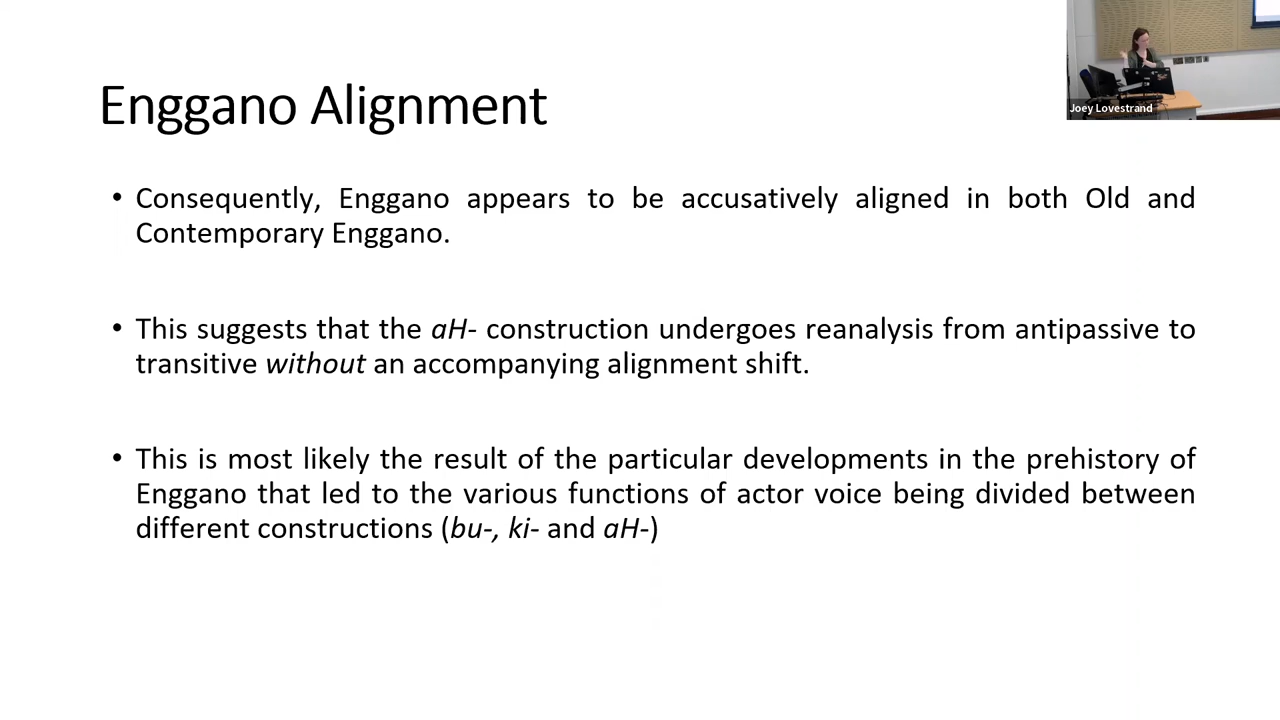 Enggano Alignment
Joey Lovestrand
• Consequently, Enggano appears to be accusatively aligned in both Old and
Contemporary Enggano.
• This suggests that the aH- construction undergoes reanalysis from antipassive to
transitive without an accompanying alignment shift.
• This is most likely the result of the particular developments in the prehistory of
Enggano that led to the various functions of actor voice being divided between
different constructions (bu-, ki- and aH-)